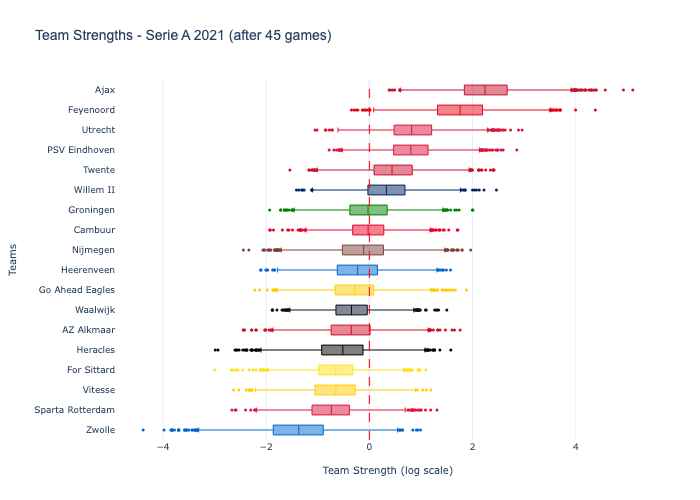 Team Strengths - Serie A 2021 (after 45 games)
Teams
Ajax
Feyenoord
Utrecht
PSV Eindhoven
Twente
Willem II
Groningen
Cambuur
Nijmegen
Heerenveen
Go Ahead Eagles
Waalwijk
AZ Alkmaar
Heracles
For Sittard
Vitesse
Sparta Rotterdam
Zwolle
−4 −2 0 2 4
Team Strength (log scale)